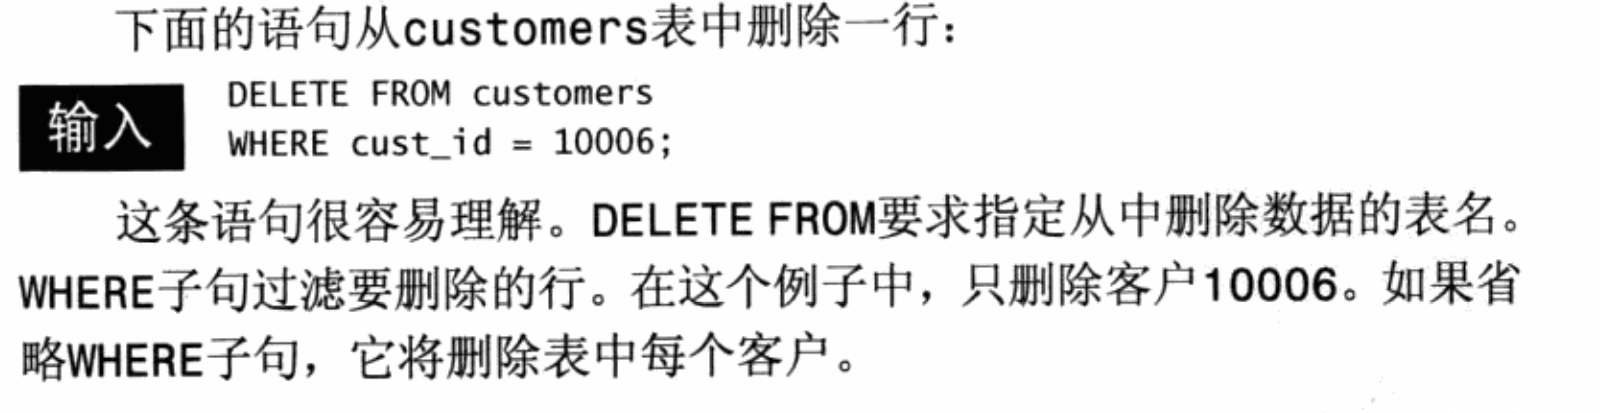 下面的语句从customers表中删除一行：
输入
DELETE FROM customers
WHERE cust_id = 10006;
这条语句很容易理解。DELETE FROM要求指定从中删除数据的表名。
WHERE子句过滤要删除的行。在这个例子中，只删除客户10006。如果省
略WHERE子句，它将删除表中每个客户。